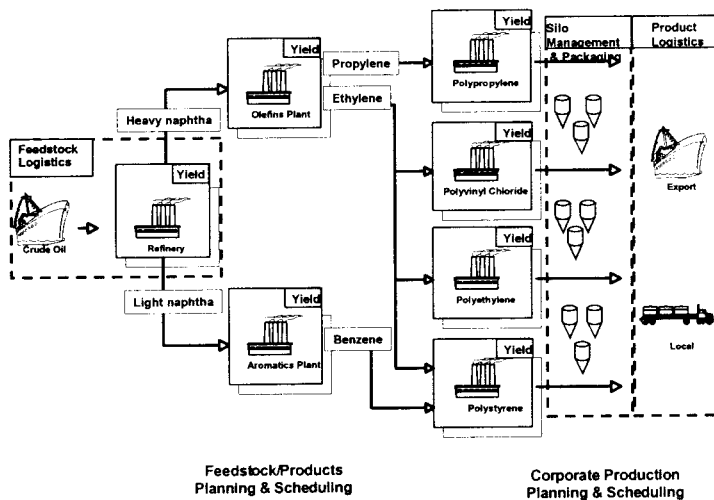 Yield
Olefins Plant
Propylene
Ethylene
Yield
Polypropylene
Silo
Management
& Packaging
Product
Logistics
Heavy naphtha
Feedstock
Logistics
Crude Oil
Yield
Refinery
Yield
Polyvinyl Chloride
Export
Light naphtha
Yield
Aromatics Plant
Benzene
Yield
Polyethylene
Local
Yield
Polystyrene
Feedstock/Products
Planning & Scheduling
Corporate Production
Planning & Scheduling